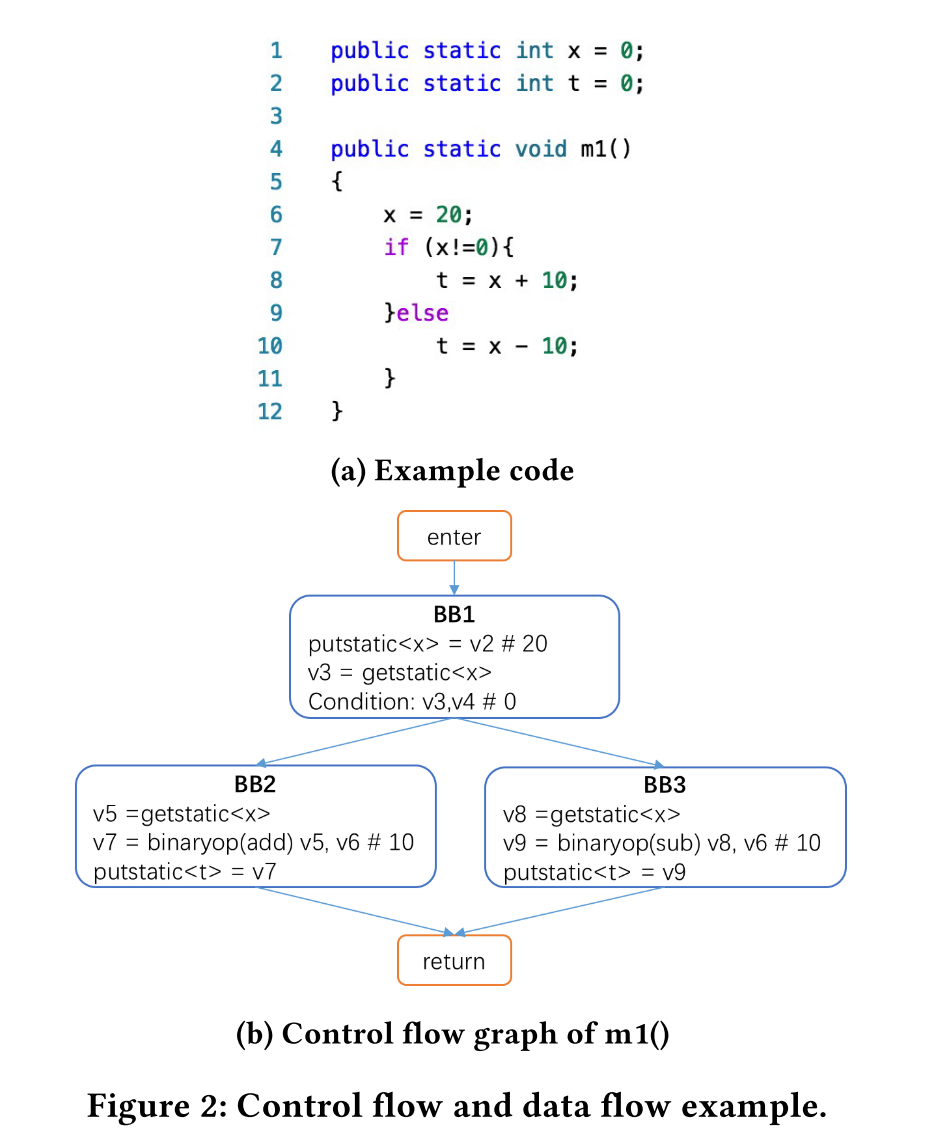 1 public static int x = 0;
2 public static int t = 0;
3
4 public static void m1()
5 {
6 x = 20;
7 if (x!=0){
8 t = x + 10;
9 }else
10 t = x - 10;
11 }
12 }
(a) Example code
enter
BB1
putstatic<x> = v2 # 20
v3 = getstatic<x>
Condition: v3,v4 # 0
BB2
v5 =getstatic<x>
v7 = binaryop(add) v5, v6 # 10
putstatic<t> = v7
BB3
v8 =getstatic<x>
v9 = binaryop(sub) v8, v6 # 10
putstatic<t> = v9
return
(b) Control flow graph of m1()
Figure 2: Control flow and data flow example.